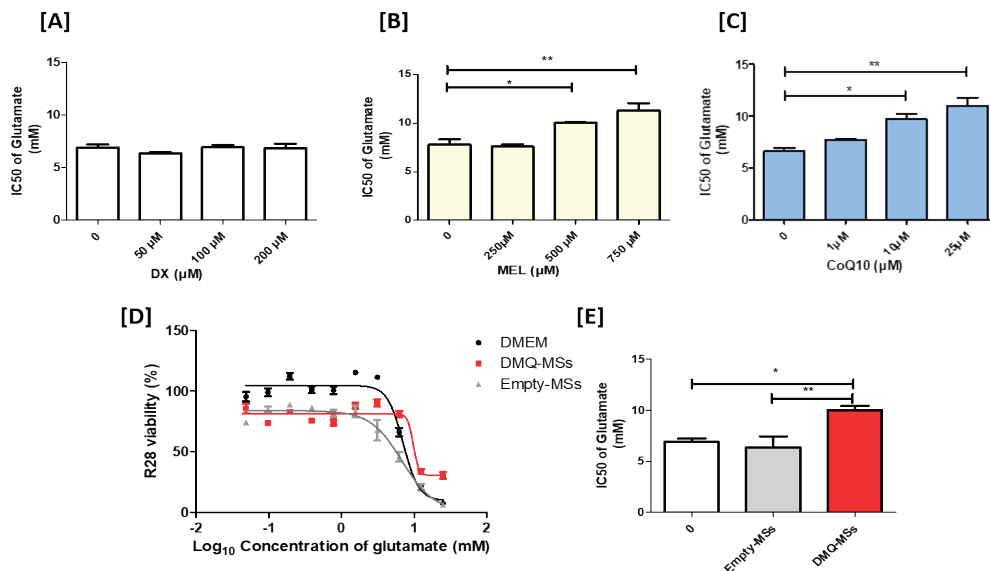 [A]
IC50 of Glutamate
(mM)
15
10
5
0
0
50 µM
100 µM
200 µM
DX (µM)
[B]
IC50 of Glutamate
(mM)
15
10
5
0
**
*
0
250µM
500 µM
750 µM
MEL (µM)
[C]
IC50 of Glutamate
(mM)
15
10
5
0
**
*
0
1µM
10µM
25µM
CoQ10 (µM)
[D]
R28 viability (%)
150
100
50
0
-2
-1
0
1
2
Log10 Concentration of glutamate (mM)
DMEM
DMQ-MSs
Empty-MSs
[E]
IC50 of Glutamate
(mM)
15
10
5
0
*
**
0
Empty-MSs
DMQ-MSs